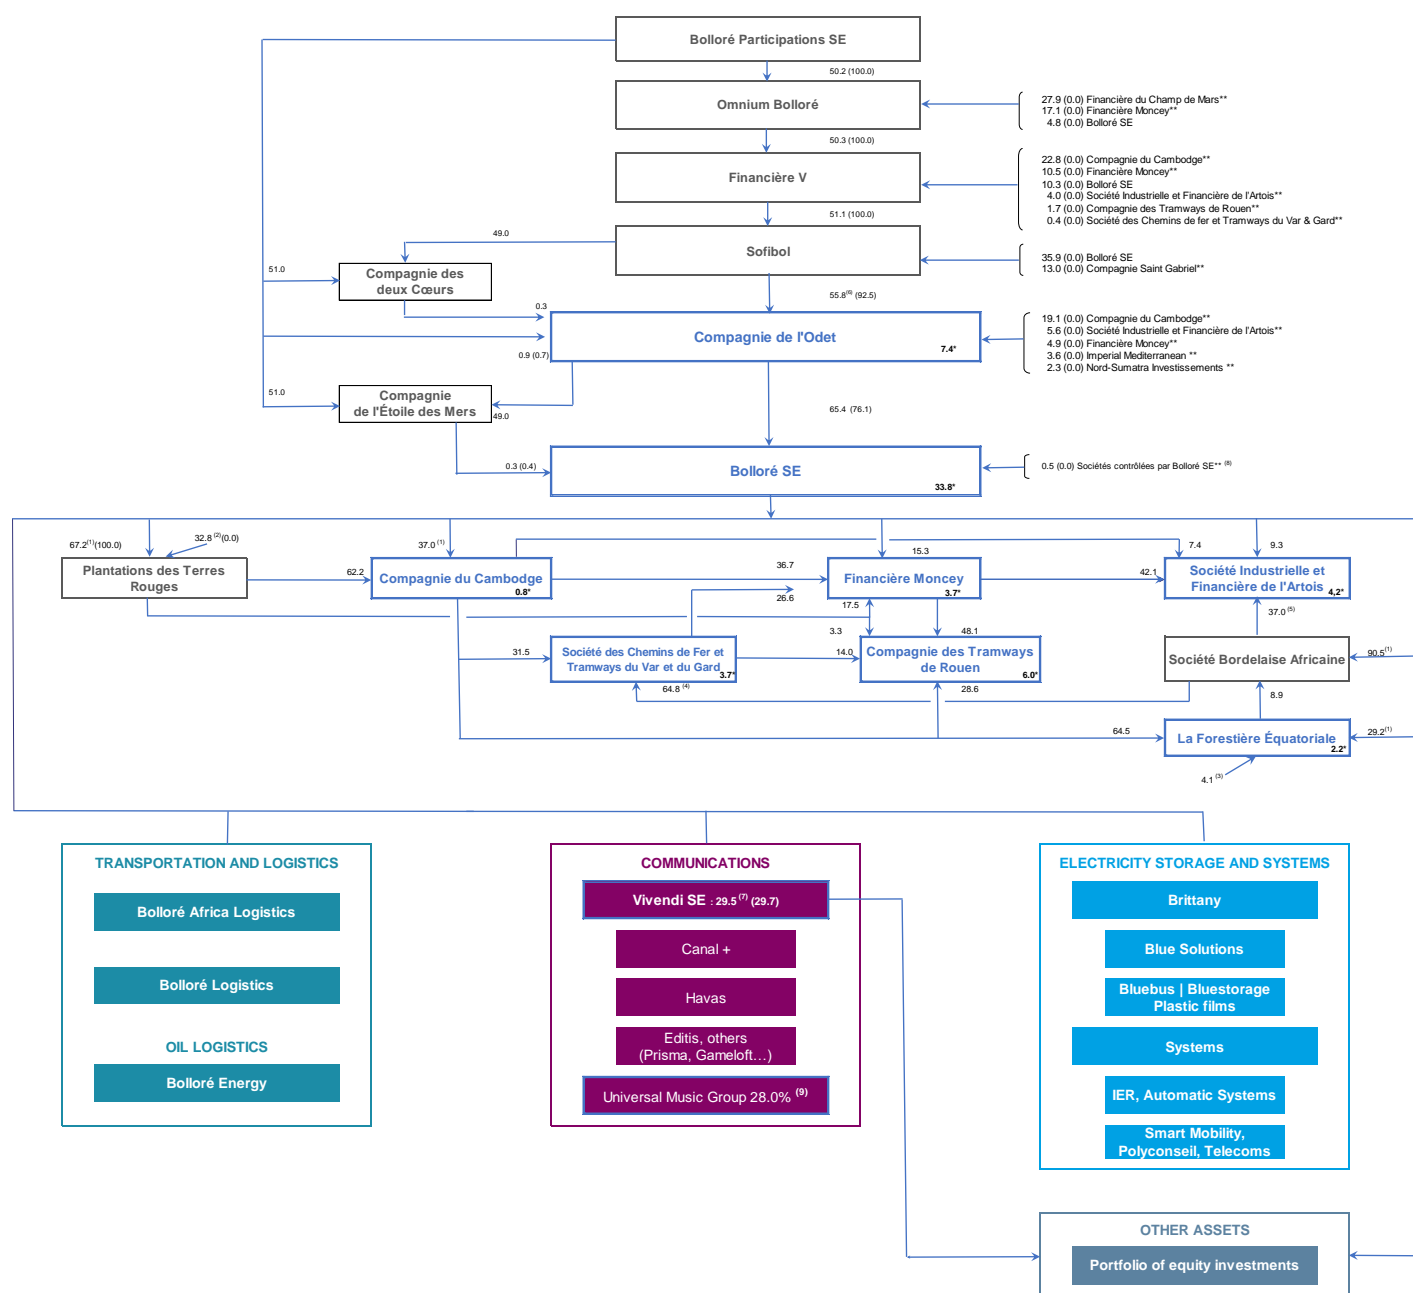 Bolloré Participations SE
50.2 (100.0)
Omnium Bolloré
27.9 (0.0) Financière du Champ de Mars**
17.1 (0.0) Financière Moncey**
4.8 (0.0) Bolloré SE
50.3 (100.0)
Financière V
22.8 (0.0) Compagnie du Cambodge**
10.5 (0.0) Financière Moncey**
10.3 (0.0) Bolloré SE
4.0 (0.0) Société Industrielle et Financière de l'Artois**
1.7 (0.0) Compagnie des Tramways de Rouen**
0.4 (0.0) Société des Chemins de fer et Tramways du Var & Gard**
51.1 (100.0)
49.0
Sofibol
35.9 (0.0) Bolloré SE
13.0 (0.0) Compagnie Saint Gabriel**
51.0
Compagnie des
deux Cœurs
55.8(6) (92.5)
0.3
Compagnie de l'Odet
7.4*
0.9 (0.7)
19.1 (0.0) Compagnie du Cambodge**
5.6 (0.0) Société Industrielle et Financière de l'Artois**
4.9 (0.0) Financière Moncey**
3.6 (0.0) Imperial Mediterranean **
2.3 (0.0) Nord-Sumatra Investissements **
51.0
Compagnie
de l'Étoile des Mers
49.0
65.4 (76.1)
0.3 (0.4)
Bolloré SE
33.8*
0.5 (0.0) Sociétés contrôlées par Bolloré SE** (8)
67.2(1)(100.0)
32.8 (2)(0.0)
37.0 (1)
15.3
7.4
9.3
Plantations des Terres
Rouges
62.2
Compagnie du Cambodge
0.8*
36.7
Financière Moncey
3.7*
42.1
Société Industrielle et
Financière de l'Artois
4,2*
26.6
17.5
37.0 (5)
3.3
48.1
31.5
Société des Chemins de Fer et
Tramways du Var et du Gard
3.7*
14.0
Compagnie des Tramways
de Rouen
6.0*
Société Bordelaise Africaine
90.5(1)
64.8 (4)
28.6
8.9
64.5
La Forestière Équatoriale
2.2*
29.2(1)
4.1 (3)
TRANSPORTATION AND LOGISTICS
Bolloré Africa Logistics
Bolloré Logistics
OIL LOGISTICS
Bolloré Energy
COMMUNICATIONS
Vivendi SE : 29.5 (7) (29.7)
Canal +
Havas
Editis, others
(Prisma, Gameloft…)
Universal Music Group 28.0% (9)
ELECTRICITY STORAGE AND SYSTEMS
Brittany
Blue Solutions
Bluebus | Bluestorage
Plastic films
Systems
IER, Automatic Systems
Smart Mobility,
Polyconseil, Telecoms
OTHER ASSETS
Portfolio of equity investments